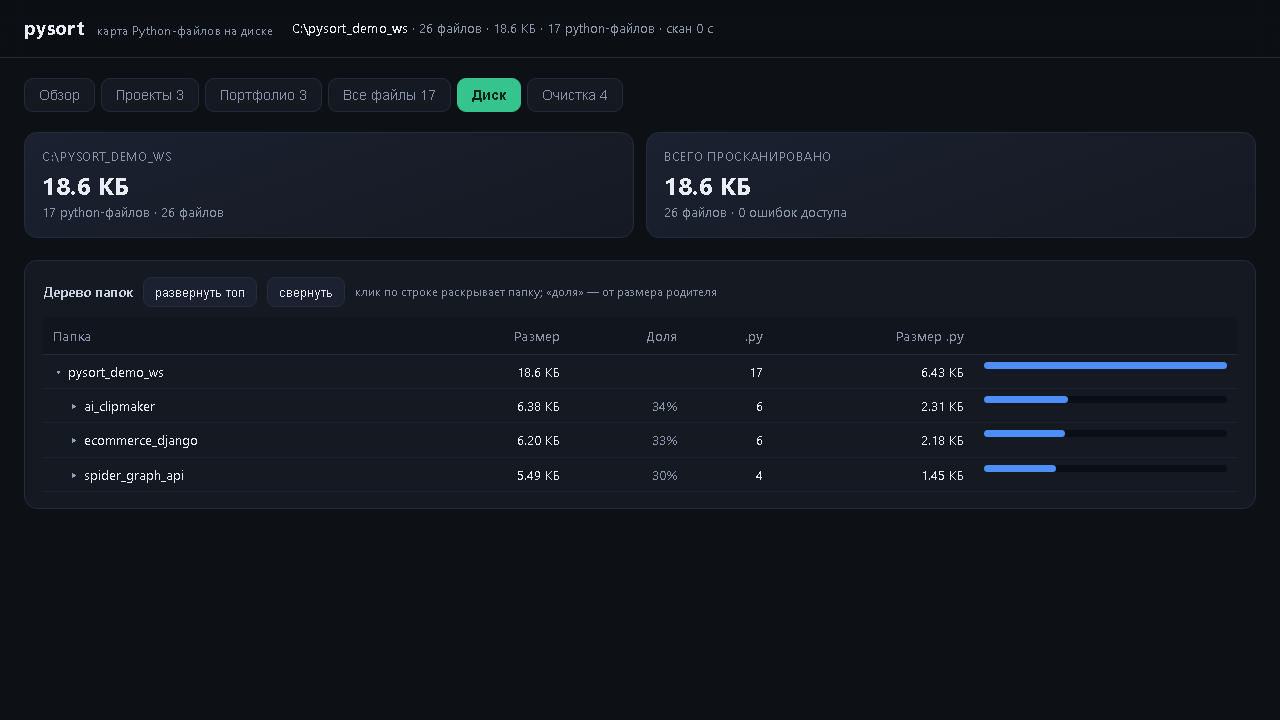 pysort карта Python-файлов на диске C:\pysort_demo_ws · 26 файлов · 18.6 КБ · 17 python-файлов · скан 0 с
Обзор Проекты 3 Портфолио 3 Все файлы 17 Диск Очистка 4
C:\PYSORT_DEMO_WS
18.6 КБ
17 python-файлов · 26 файлов
ВСЕГО ПРОСКАНИРОВАНО
18.6 КБ
26 файлов · 0 ошибок доступа
Дерево папок развернуть топ свернуть клик по строке раскрывает папку; «доля» — от размера родителя
Папка Размер Доля .py Размер .py
pysort_demo_ws 18.6 КБ 17 6.43 КБ
ai_clipmaker 6.38 КБ 34% 6 2.31 КБ
ecommerce_django 6.20 КБ 33% 6 2.18 КБ
spider_graph_api 5.49 КБ 30% 4 1.45 КБ